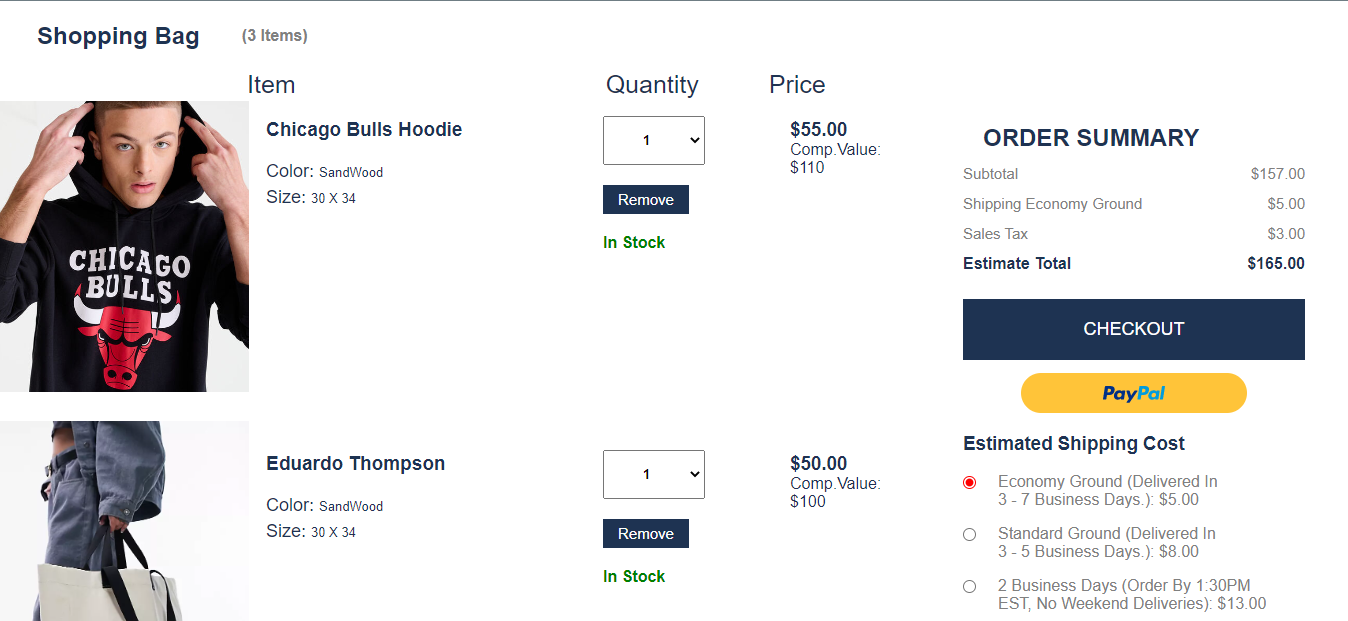 Shopping Bag (3 Items)
Item Quantity Price
Chicago Bulls Hoodie
Color: SandWood
Size: 30 X 34
1
Remove
In Stock
$55.00
Comp.Value:
$110
CHICAGO
BULLS
Eduardo Thompson
Color: SandWood
Size: 30 X 34
1
Remove
In Stock
$50.00
Comp.Value:
$100
ORDER SUMMARY
Subtotal $157.00
Shipping Economy Ground $5.00
Sales Tax $3.00
Estimate Total $165.00
CHECKOUT
PayPal
Estimated Shipping Cost
Economy Ground (Delivered In
3 - 7 Business Days.): $5.00
Standard Ground (Delivered In
3 - 5 Business Days.): $8.00
2 Business Days (Order By 1:30PM
EST, No Weekend Deliveries): $13.00